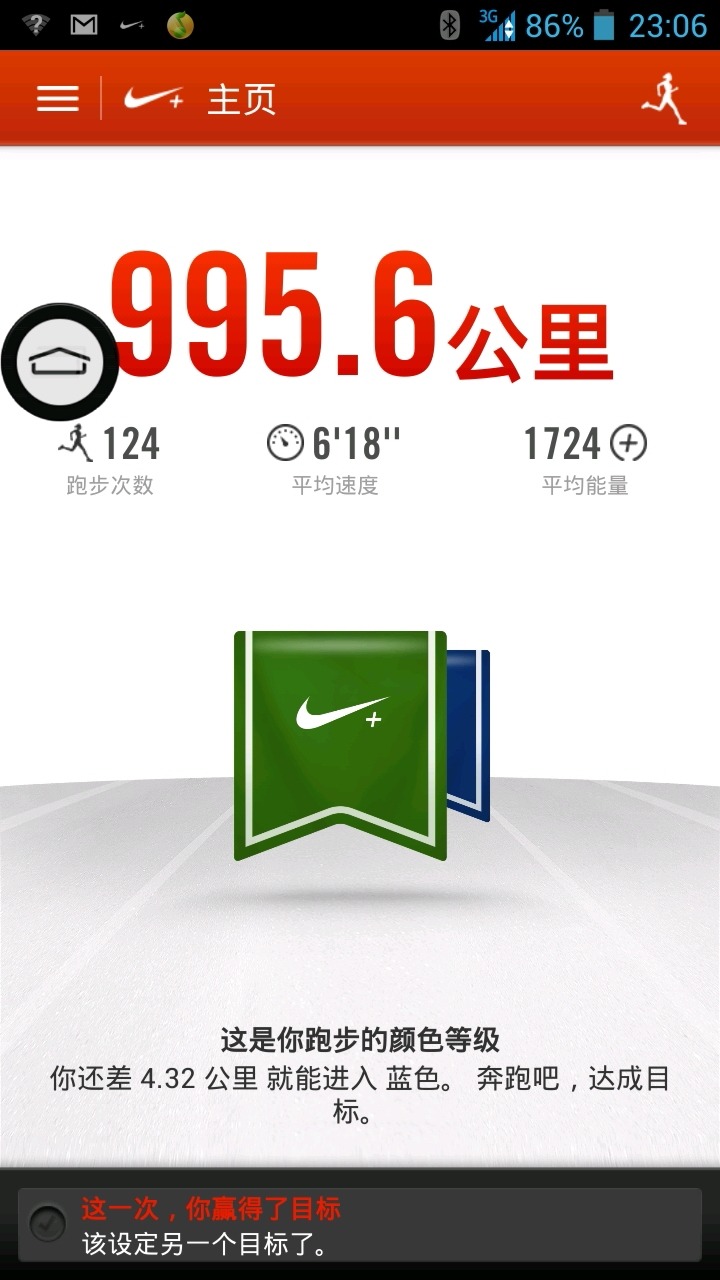 3G 86% 23:06
主页
995.6公里
124 6'18'' 1724
跑步次数 平均速度 平均能量
这是你跑步的颜色等级
你还差 4.32 公里 就能进入 蓝色。 奔跑吧，达成目
标。
这一次，你赢得了目标
该设定另一个目标了。